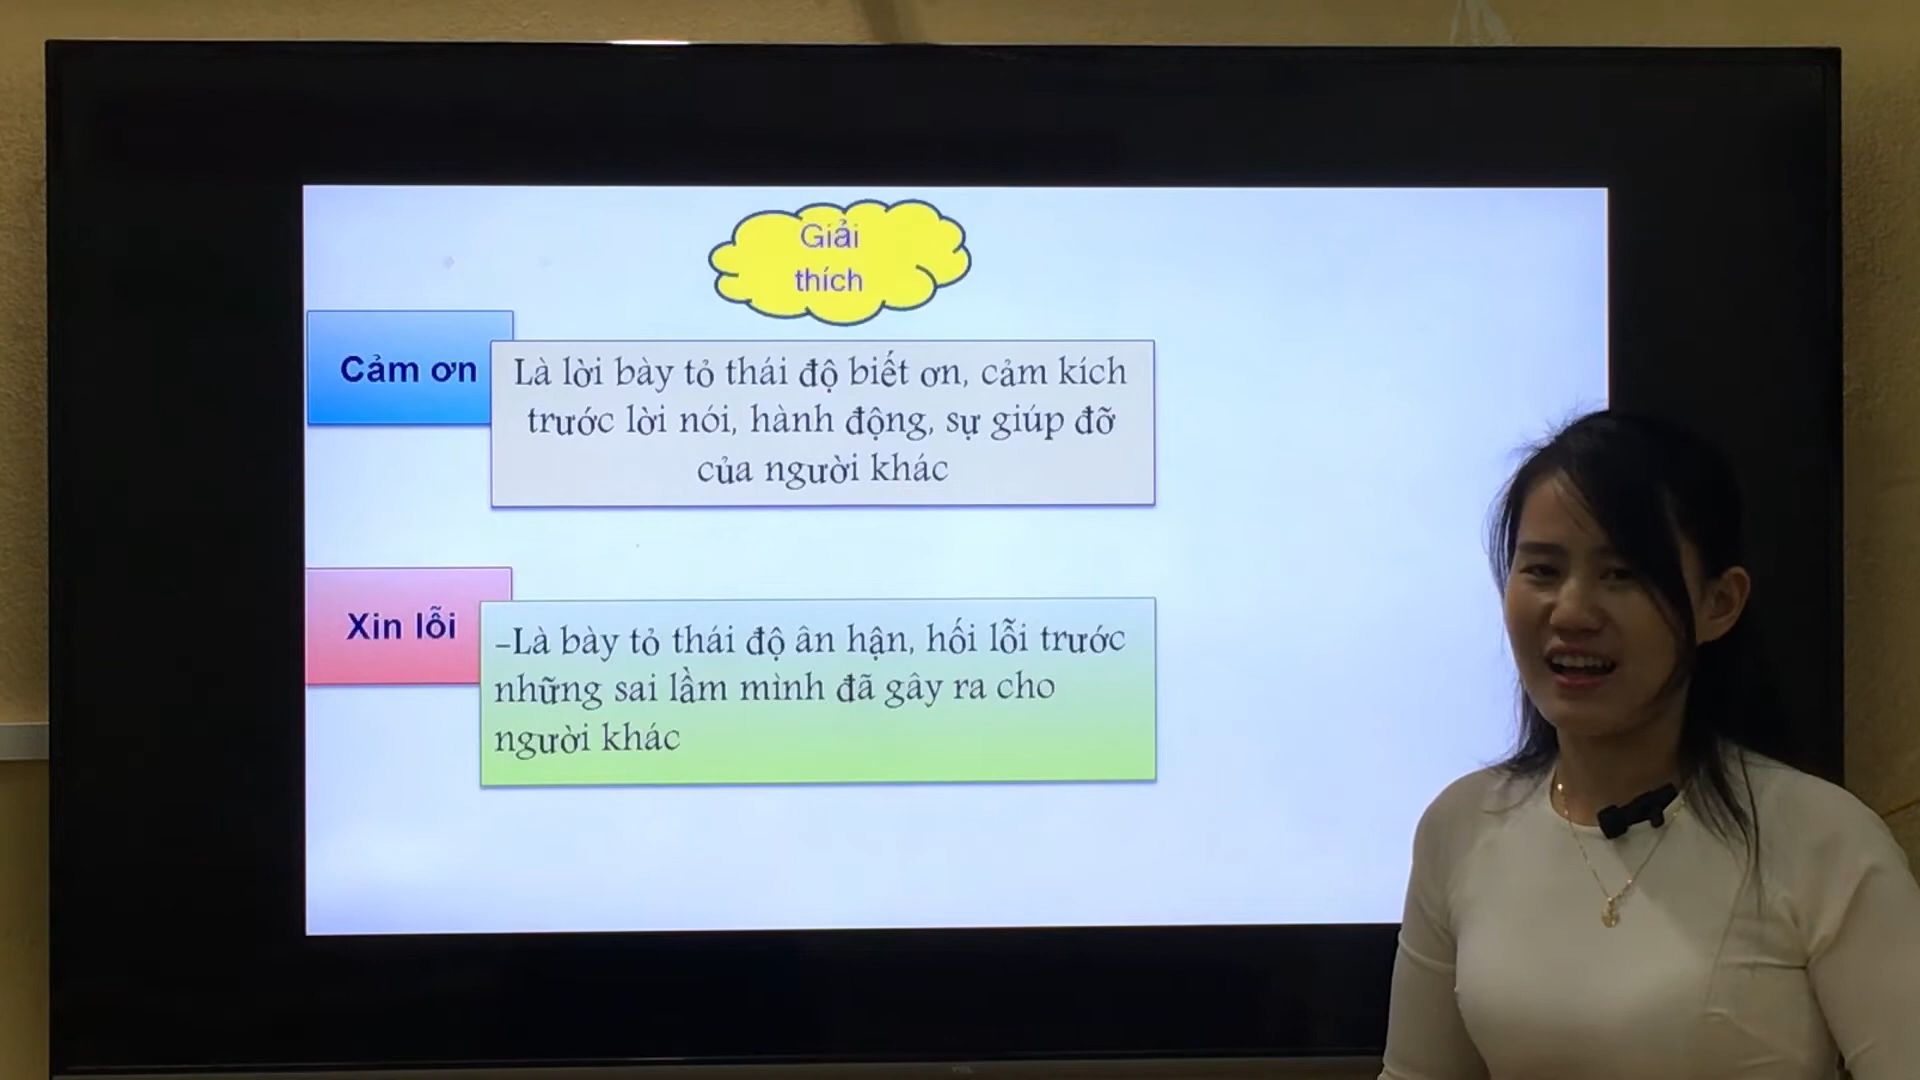 Giải
thích
Cảm ơn
Là lời bày tỏ thái độ biết ơn, cảm kích
trước lời nói, hành động, sự giúp đỡ
của người khác
Xin lỗi
-Là bày tỏ thái độ ân hận, hối lỗi trước
những sai lầm mình đã gây ra cho
người khác
TCL